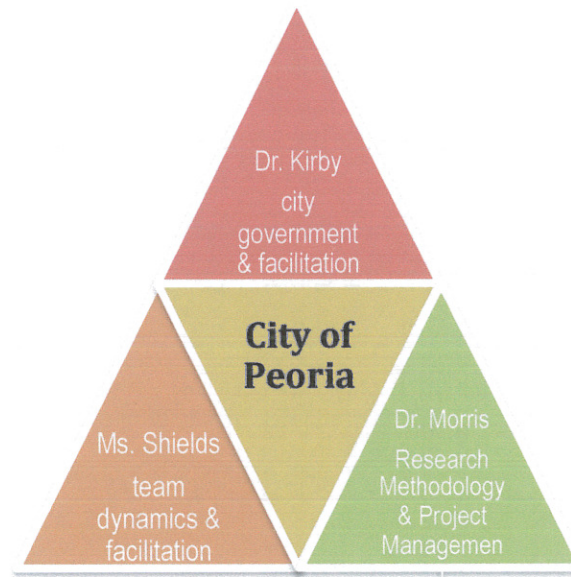 Dr. Kirby
city
government
& facilitation
City of
Peoria
Ms. Shields
team
dynamics &
facilitation
Dr. Morris
Research
Methodology
& Project
Managemen